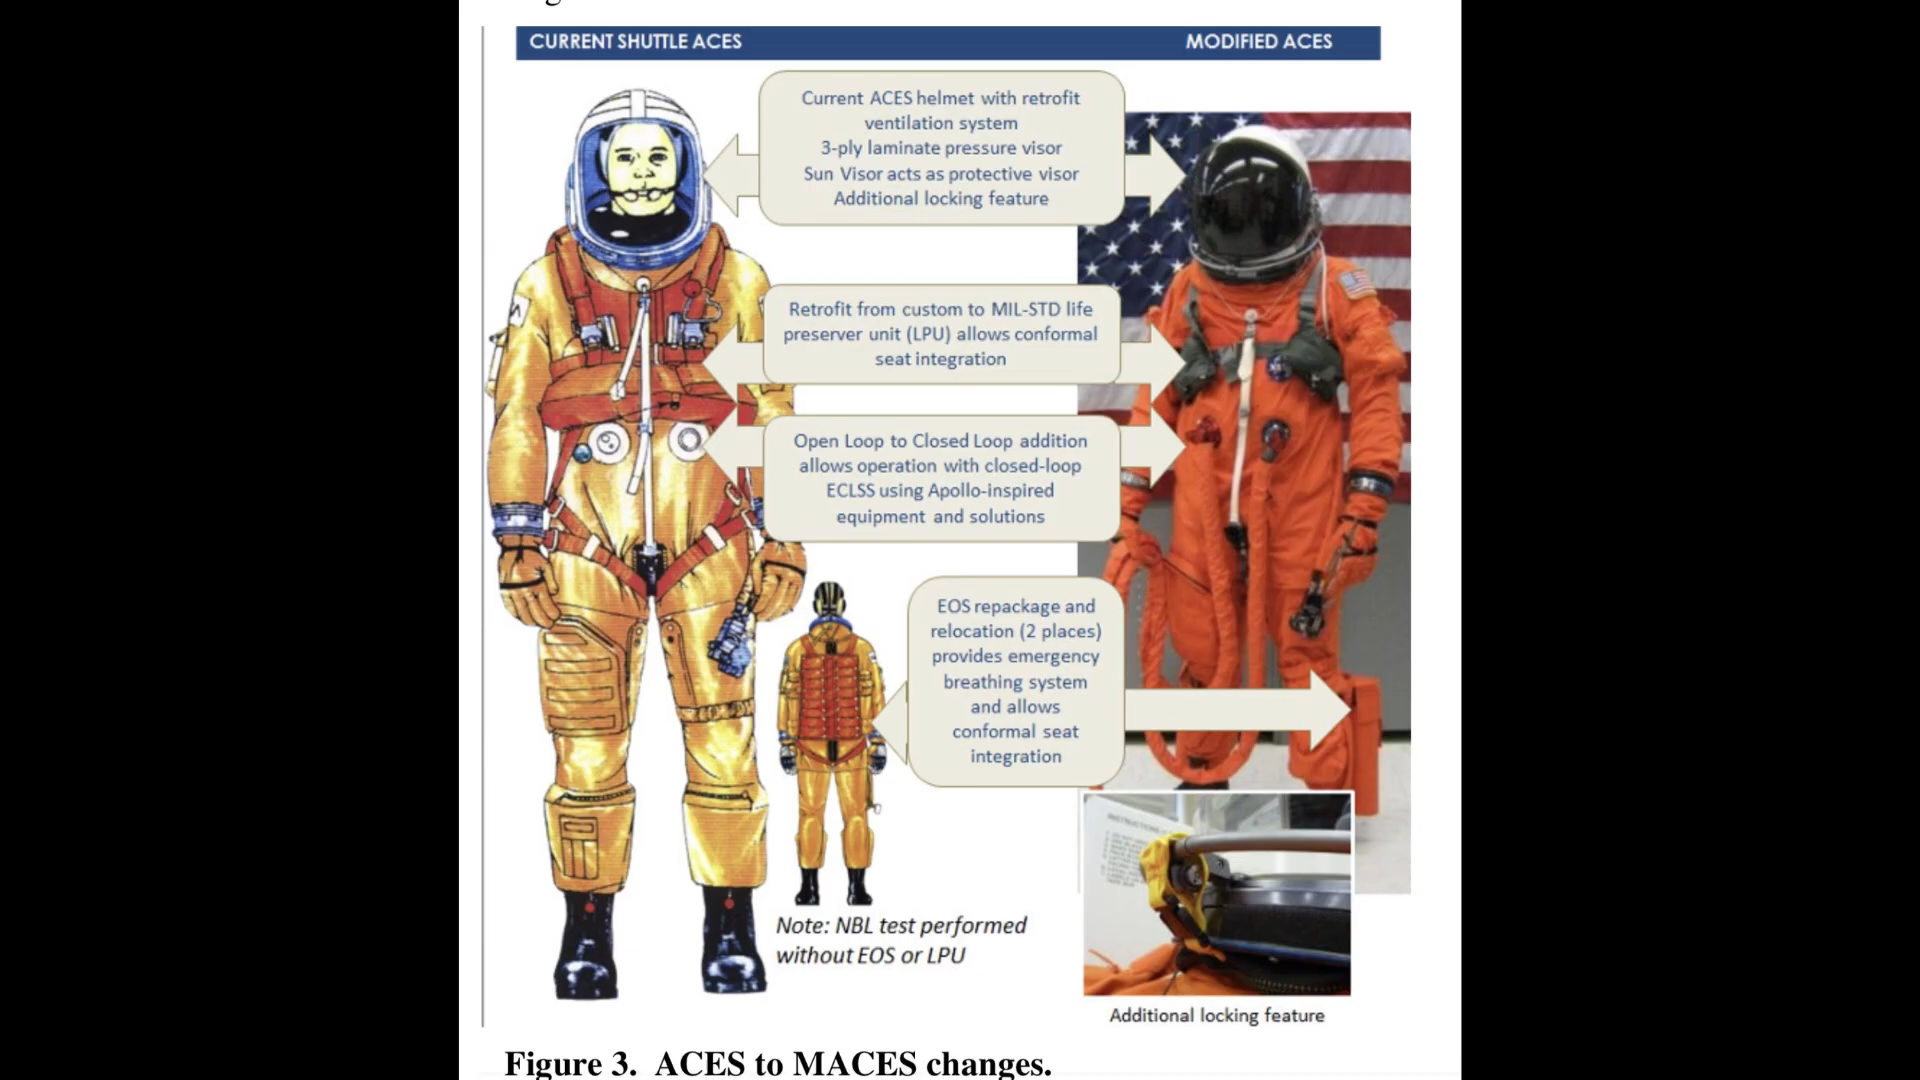 CURRENT SHUTTLE ACES
MODIFIED ACES
Current ACES helmet with retrofit
ventilation system
3-ply laminate pressure visor
Sun Visor acts as protective visor
Additional locking feature
Retrofit from custom to MIL-STD life
preserver unit (LPU) allows conformal
seat integration
Open Loop to Closed Loop addition
allows operation with closed-loop
ECLSS using Apollo-inspired
equipment and solutions
EOS repackage and
relocation (2 places)
provides emergency
breathing system
and allows
conformal seat
integration
Note: NBL test performed
without EOS or LPU
Additional locking feature
Figure 3. ACES to MACES changes.